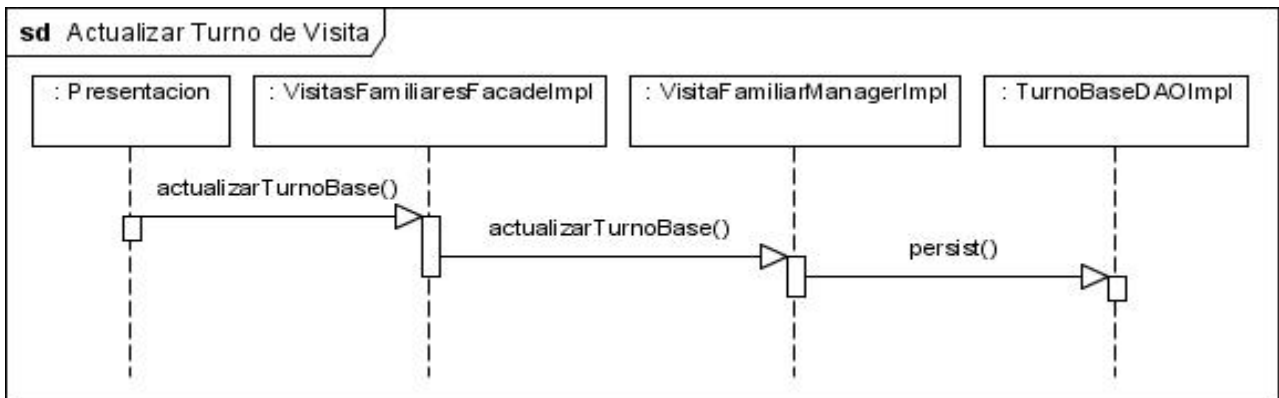 sd Actualizar Turno de Visita
: Presentacion
: VisitasFamiliaresFacadeImpl
: VisitaFamiliarManagerImpl
: TurnoBaseDAOImpl
actualizarTurnoBase()
actualizarTurnoBase()
persist()